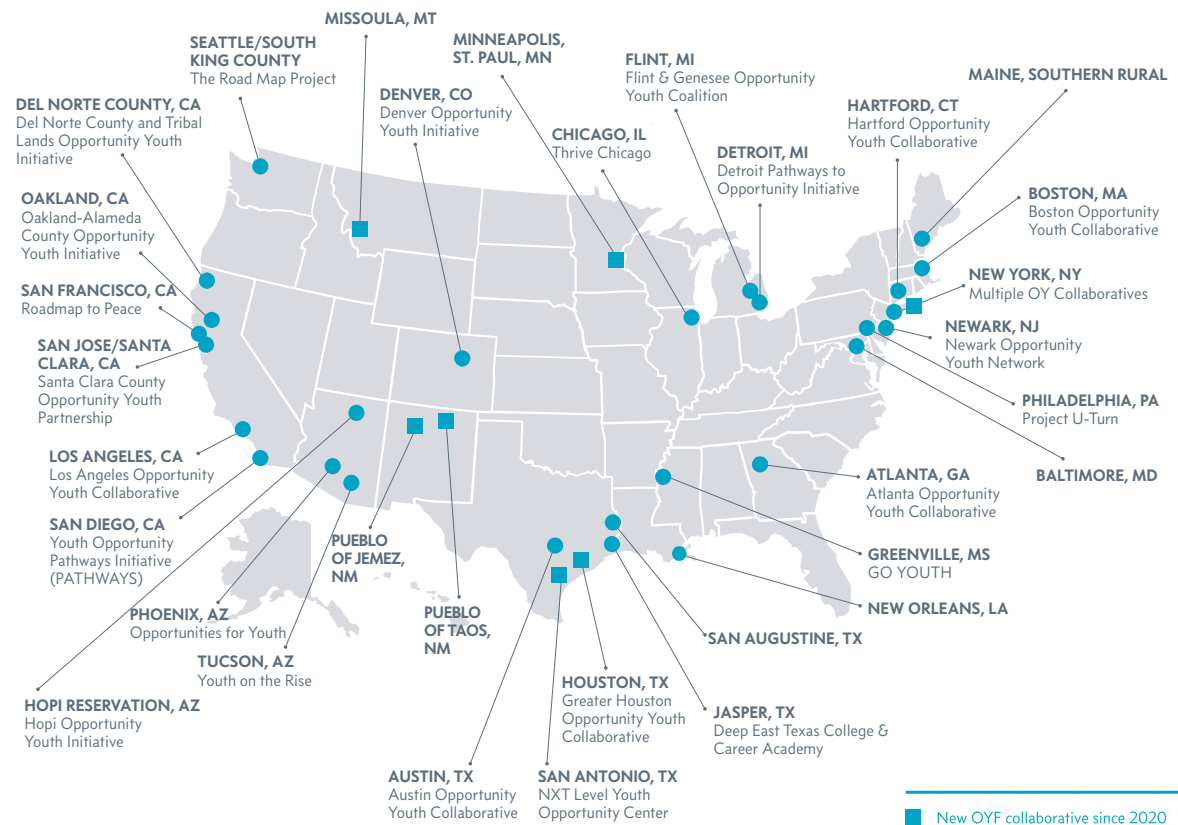 MISSOULA, MT
SEATTLE/SOUTH
KING COUNTY
The Road Map Project
MINNEAPOLIS,
ST. PAUL, MN
FLINT, MI
Flint & Genesee Opportunity
Youth Coalition
MAINE, SOUTHERN RURAL
DEL NORTE COUNTY, CA
Del Norte County and Tribal
Lands Opportunity Youth
Initiative
DENVER, CO
Denver Opportunity
Youth Initiative
HARTFORD, CT
Hartford Opportunity
Youth Collaborative
CHICAGO, IL
Thrive Chicago
DETROIT, MI
Detroit Pathways to
Opportunity Initiative
OAKLAND, CA
Oakland-Alameda
County Opportunity
Youth Initiative
BOSTON, MA
Boston Opportunity
Youth Collaborative
SAN FRANCISCO, CA
Roadmap to Peace
NEW YORK, NY
Multiple OY Collaboratives
SAN JOSE/SANTA
CLARA, CA
Santa Clara County
Opportunity Youth
Partnership
NEWARK, NJ
Newark Opportunity
Youth Network
PHILADELPHIA, PA
Project U-Turn
LOS ANGELES, CA
Los Angeles Opportunity
Youth Collaborative
BALTIMORE, MD
ATLANTA, GA
Atlanta Opportunity
Youth Collaborative
SAN DIEGO, CA
Youth Opportunity
Pathways Initiative
(PATHWAYS)
PUEBLO
OF JEMEZ,
NM
GREENVILLE, MS
GO YOUTH
PHOENIX, AZ
Opportunities for Youth
PUEBLO
OF TAOS,
NM
NEW ORLEANS, LA
SAN AUGUSTINE, TX
TUCSON, AZ
Youth on the Rise
HOUSTON, TX
Greater Houston
Opportunity Youth
Collaborative
HOPI RESERVATION, AZ
Hopi Opportunity
Youth Initiative
JASPER, TX
Deep East Texas College &
Career Academy
AUSTIN, TX
Austin Opportunity
Youth Collaborative
SAN ANTONIO, TX
NXT Level Youth
Opportunity Center
New OYF collaborative since 2020